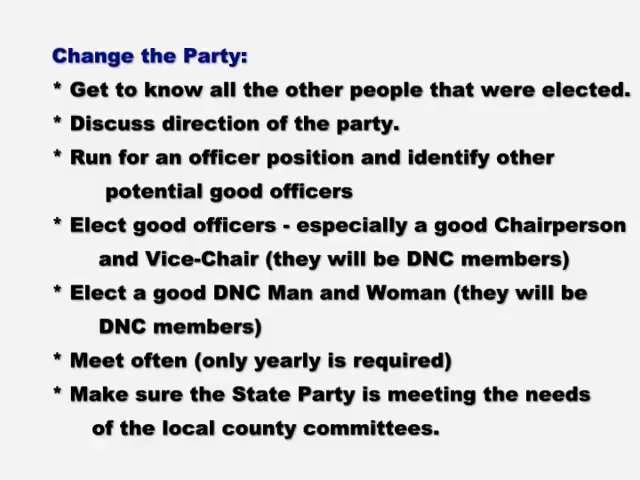 Change the Party:
* Get to know all the other people that were elected.
* Discuss direction of the party.
* Run for an officer position and identify other
potential good officers
* Elect good officers - especially a good Chairperson
and Vice-Chair (they will be DNC members)
* Elect a good DNC Man and Woman (they will be
DNC members)
* Meet often (only yearly is required)
* Make sure the State Party is meeting the needs
of the local county committees.